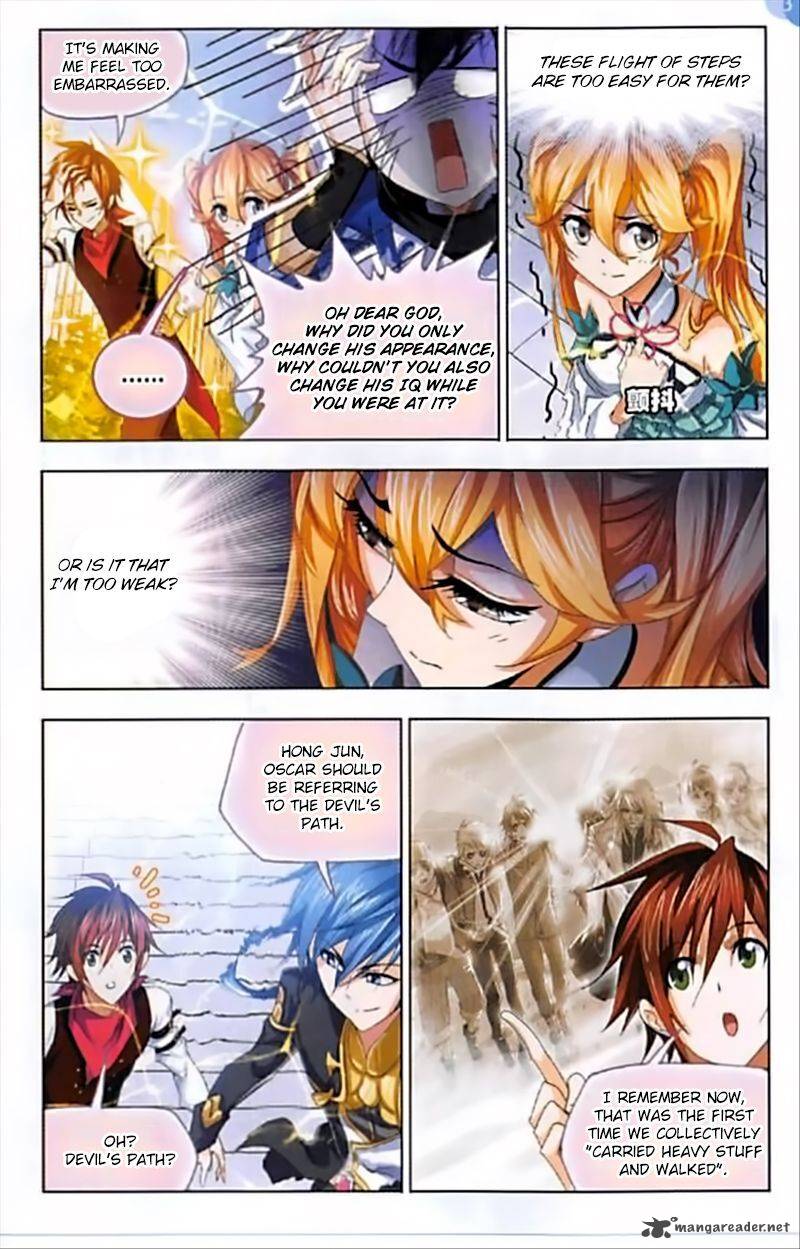 3
IT'S MAKING
ME FEEL TOO
EMBARRASSED.
......
OH DEAR GOD,
WHY DID YOU ONLY
CHANGE HIS APPEARANCE,
WHY COULDN'T YOU ALSO
CHANGE HIS IQ WHILE
YOU WERE AT IT?
THESE FLIGHT OF STEPS
ARE TOO EASY FOR THEM?
顫抖
OR IS IT THAT
I'M TOO WEAK?
HONG JUN,
OSCAR SHOULD
BE REFERRING
TO THE DEVIL'S
PATH.
OH?
DEVIL'S PATH?
I REMEMBER NOW,
THAT WAS THE FIRST
TIME WE COLLECTIVELY
"CARRIED HEAVY STUFF
AND WALKED".
mangareader.net